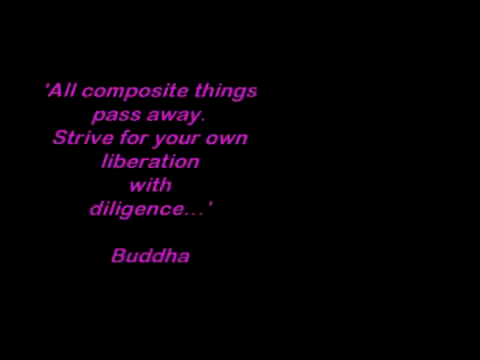 'All composite things
pass away.
Strive for your own
liberation
with
diligence...'
Buddha